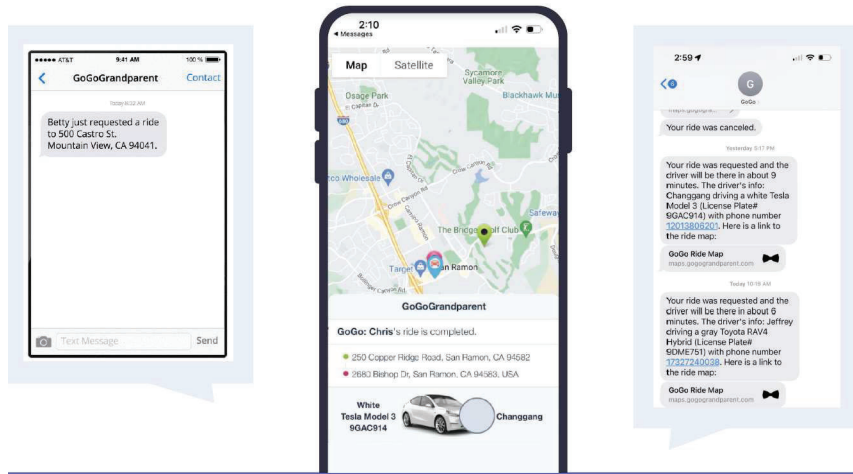 AT&T 9:41 AM 100 %
GoGoGrandparent Contact
Today 8:22 AM
Betty just requested a ride
to 500 Castro St.
Mountain View, CA 94041.
Text Message Send
2:10
Messages
Map Satellite
Sycamore
Valley Park
Osage Park
Blackhawk Mu
Crow Canyon Rd
The Bridge Golf Club
Safeway
Target
San Ramon
GoGoGrandparent
GoGo: Chris's ride is completed.
250 Copper Ridge Road, San Ramon, CA 94582
2680 Bishop Dr, San Ramon, CA 94583, USA
White
Tesla Model 3
9GAC914
Changgang
2:59
G
GoGo
Your ride was canceled.
Yesterday 5:17 PM
Your ride was requested and the
driver will be there in about 9
minutes. The driver's info:
Changgang driving a white Tesla
Model 3 (License Plate#
9GAC914) with phone number
12013806201. Here is a link to
the ride map:
GoGo Ride Map
maps.gogograndparent.com
Today 10:19 AM
Your ride was requested and the
driver will be there in about 6
minutes. The driver's info: Jeffrey
driving a gray Toyota RAV4
Hybrid (License Plate#
9DME751) with phone number
17327240038. Here is a link to
the ride map:
GoGo Ride Map
maps.gogograndparent.com